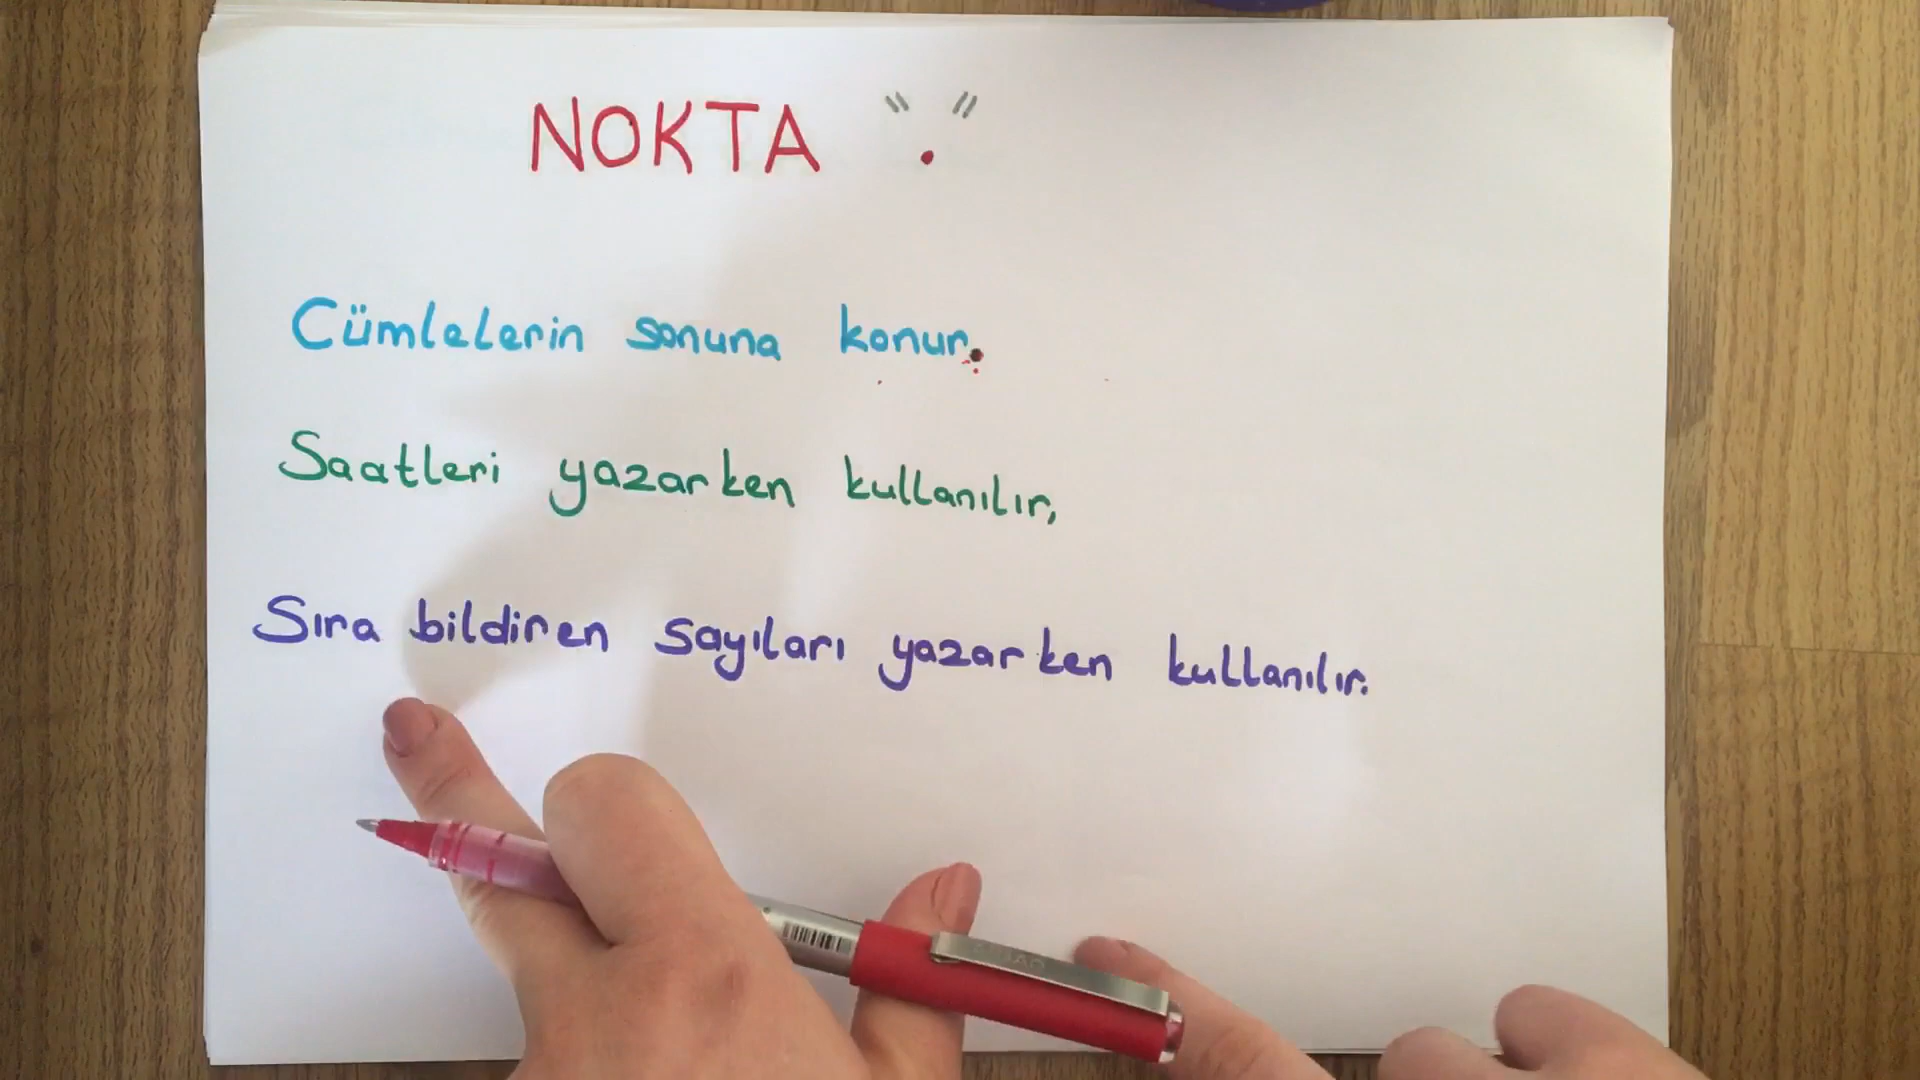 NOKTA " . "
Cümlelerin sonuna konur.
Saatleri yazarken kullanılır,
Sıra bildiren sayıları yazarken kullanılır.